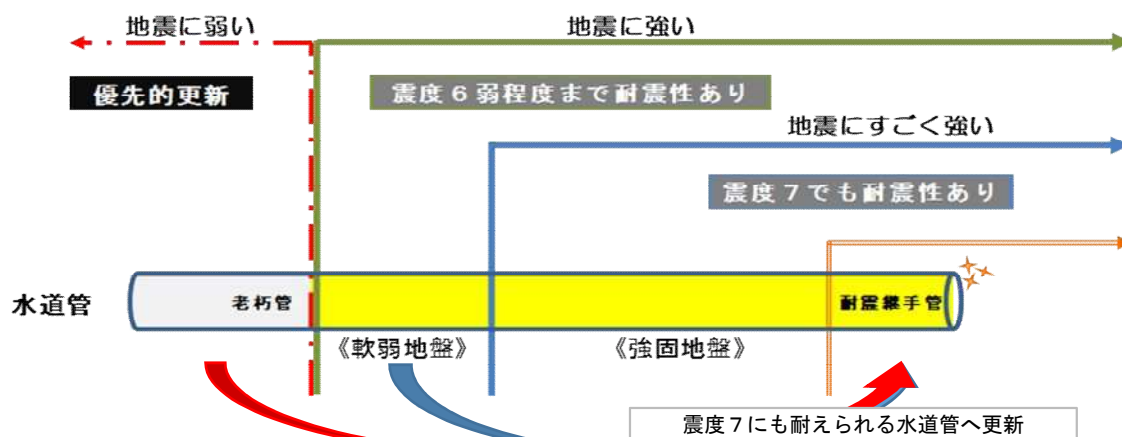 地震に弱い
地震に強い
優先的更新
震度６弱程度まで耐震性あり
地震にすごく強い
震度７でも耐震性あり
水道管
老朽管
耐震継手管
《軟弱地盤》
《強固地盤》
震度７にも耐えられる水道管へ更新